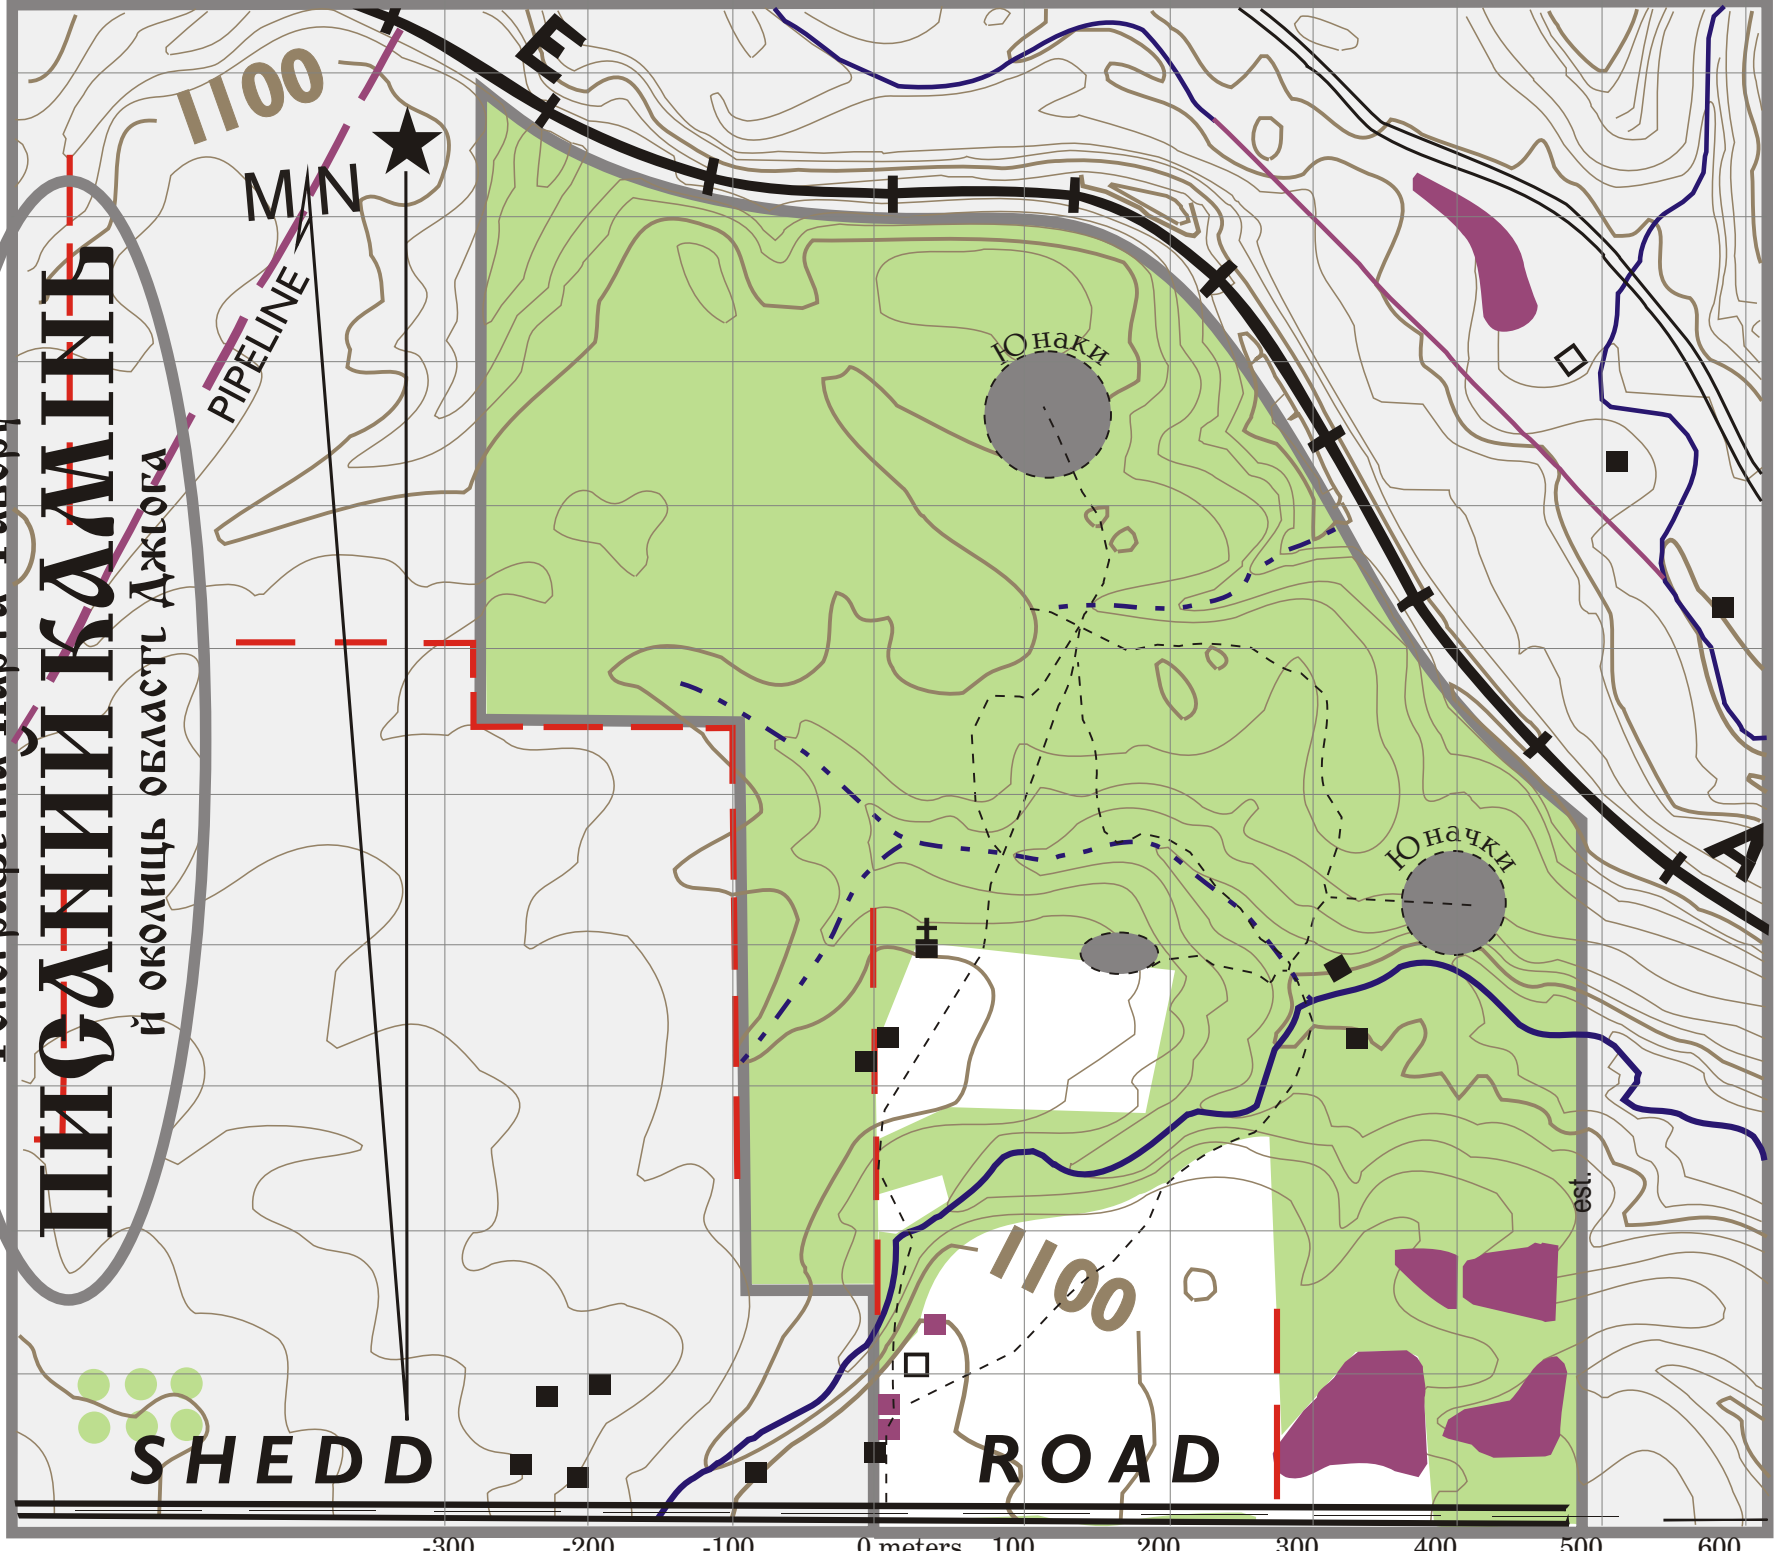 E
1100
MN
PIPELINE
ПИСАНИЙ КАМІНЬ
й околиць області Джюга
Юнаки
Юначки
A
est.
1100
SHEDD ROAD
-300 -200 -100 0 meters 100 200 300 400 500 600